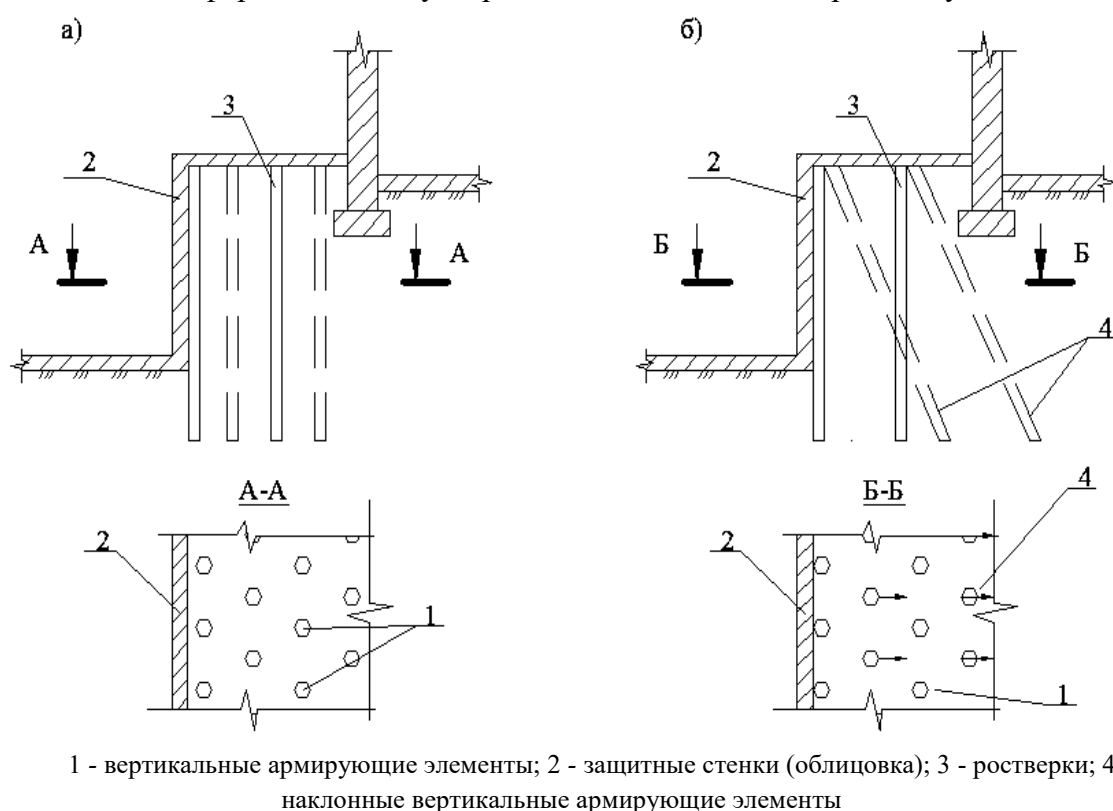 а)
б)
3
3
2
2
А
А
Б
Б
4
А-А
Б-Б
4
2
2
1
1
1 - вертикальные армирующие элементы; 2 - защитные стенки (облицовка); 3 - ростверки; 4
наклонные вертикальные армирующие элементы